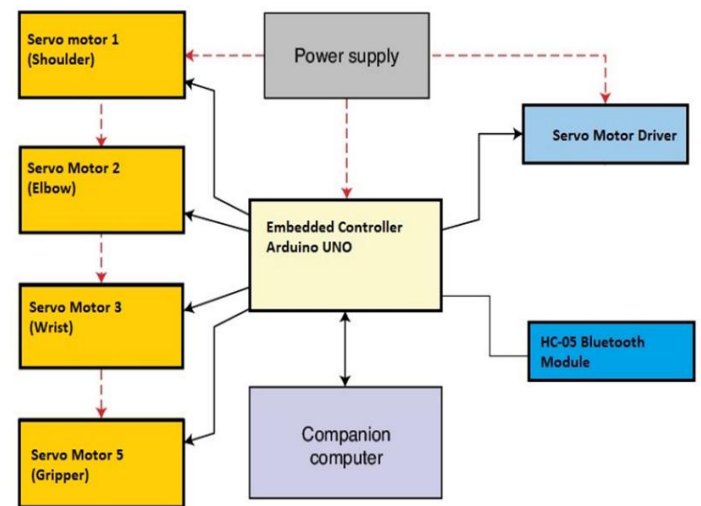 Servo motor 1
(Shoulder)
Power supply
Servo Motor Driver
Servo Motor 2
(Elbow)
Embedded Controller
Arduino UNO
Servo Motor 3
(Wrist)
HC-05 Bluetooth
Module
Servo Motor 5
(Gripper)
Companion
computer